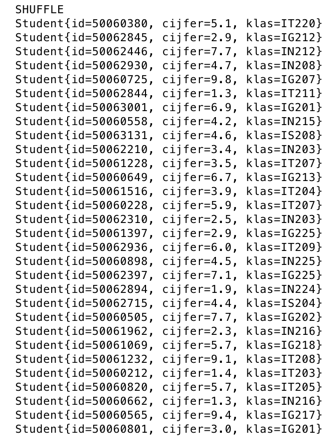 SHUFFLE
Student{id=50060380, cijfer=5.1, klas=IT220}
Student{id=50062845, cijfer=2.9, klas=IG212}
Student{id=50062446, cijfer=7.7, klas=IN212}
Student{id=50062930, cijfer=4.7, klas=IN208}
Student{id=50060725, cijfer=9.8, klas=IG207}
Student{id=50062844, cijfer=1.3, klas=IT211}
Student{id=50063001, cijfer=6.9, klas=IG201}
Student{id=50060558, cijfer=4.2, klas=IN215}
Student{id=50063131, cijfer=4.6, klas=IS208}
Student{id=50062210, cijfer=3.4, klas=IN203}
Student{id=50061228, cijfer=3.5, klas=IT207}
Student{id=50060649, cijfer=6.7, klas=IG213}
Student{id=50061516, cijfer=3.9, klas=IT204}
Student{id=50060228, cijfer=5.9, klas=IT207}
Student{id=50062310, cijfer=2.5, klas=IN203}
Student{id=50061397, cijfer=2.9, klas=IG225}
Student{id=50062936, cijfer=6.0, klas=IT209}
Student{id=50060898, cijfer=4.5, klas=IN225}
Student{id=50062397, cijfer=7.1, klas=IG225}
Student{id=50062894, cijfer=1.9, klas=IN224}
Student{id=50062715, cijfer=4.4, klas=IS204}
Student{id=50060505, cijfer=7.7, klas=IG202}
Student{id=50061962, cijfer=2.3, klas=IN216}
Student{id=50061069, cijfer=5.7, klas=IG218}
Student{id=50061232, cijfer=9.1, klas=IT208}
Student{id=50060212, cijfer=1.4, klas=IT203}
Student{id=50060820, cijfer=5.7, klas=IT205}
Student{id=50060662, cijfer=1.3, klas=IN216}
Student{id=50060565, cijfer=9.4, klas=IG217}
Student{id=50060801, cijfer=3.0, klas=IG201}